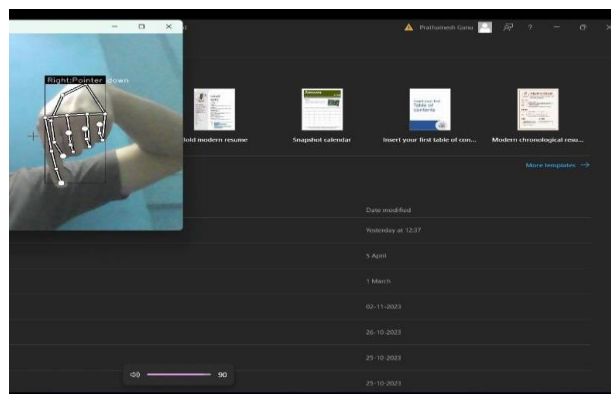 Prathamesh Ganu
?
Right:Pointer down
Bold modern resume
Snapshot calendar
Insert your first table of con...
Modern chronological resu...
More templates →
Date modified
Yesterday at 12:37
5 April
1 March
02-11-2023
26-10-2023
25-10-2023
25-10-2023
90